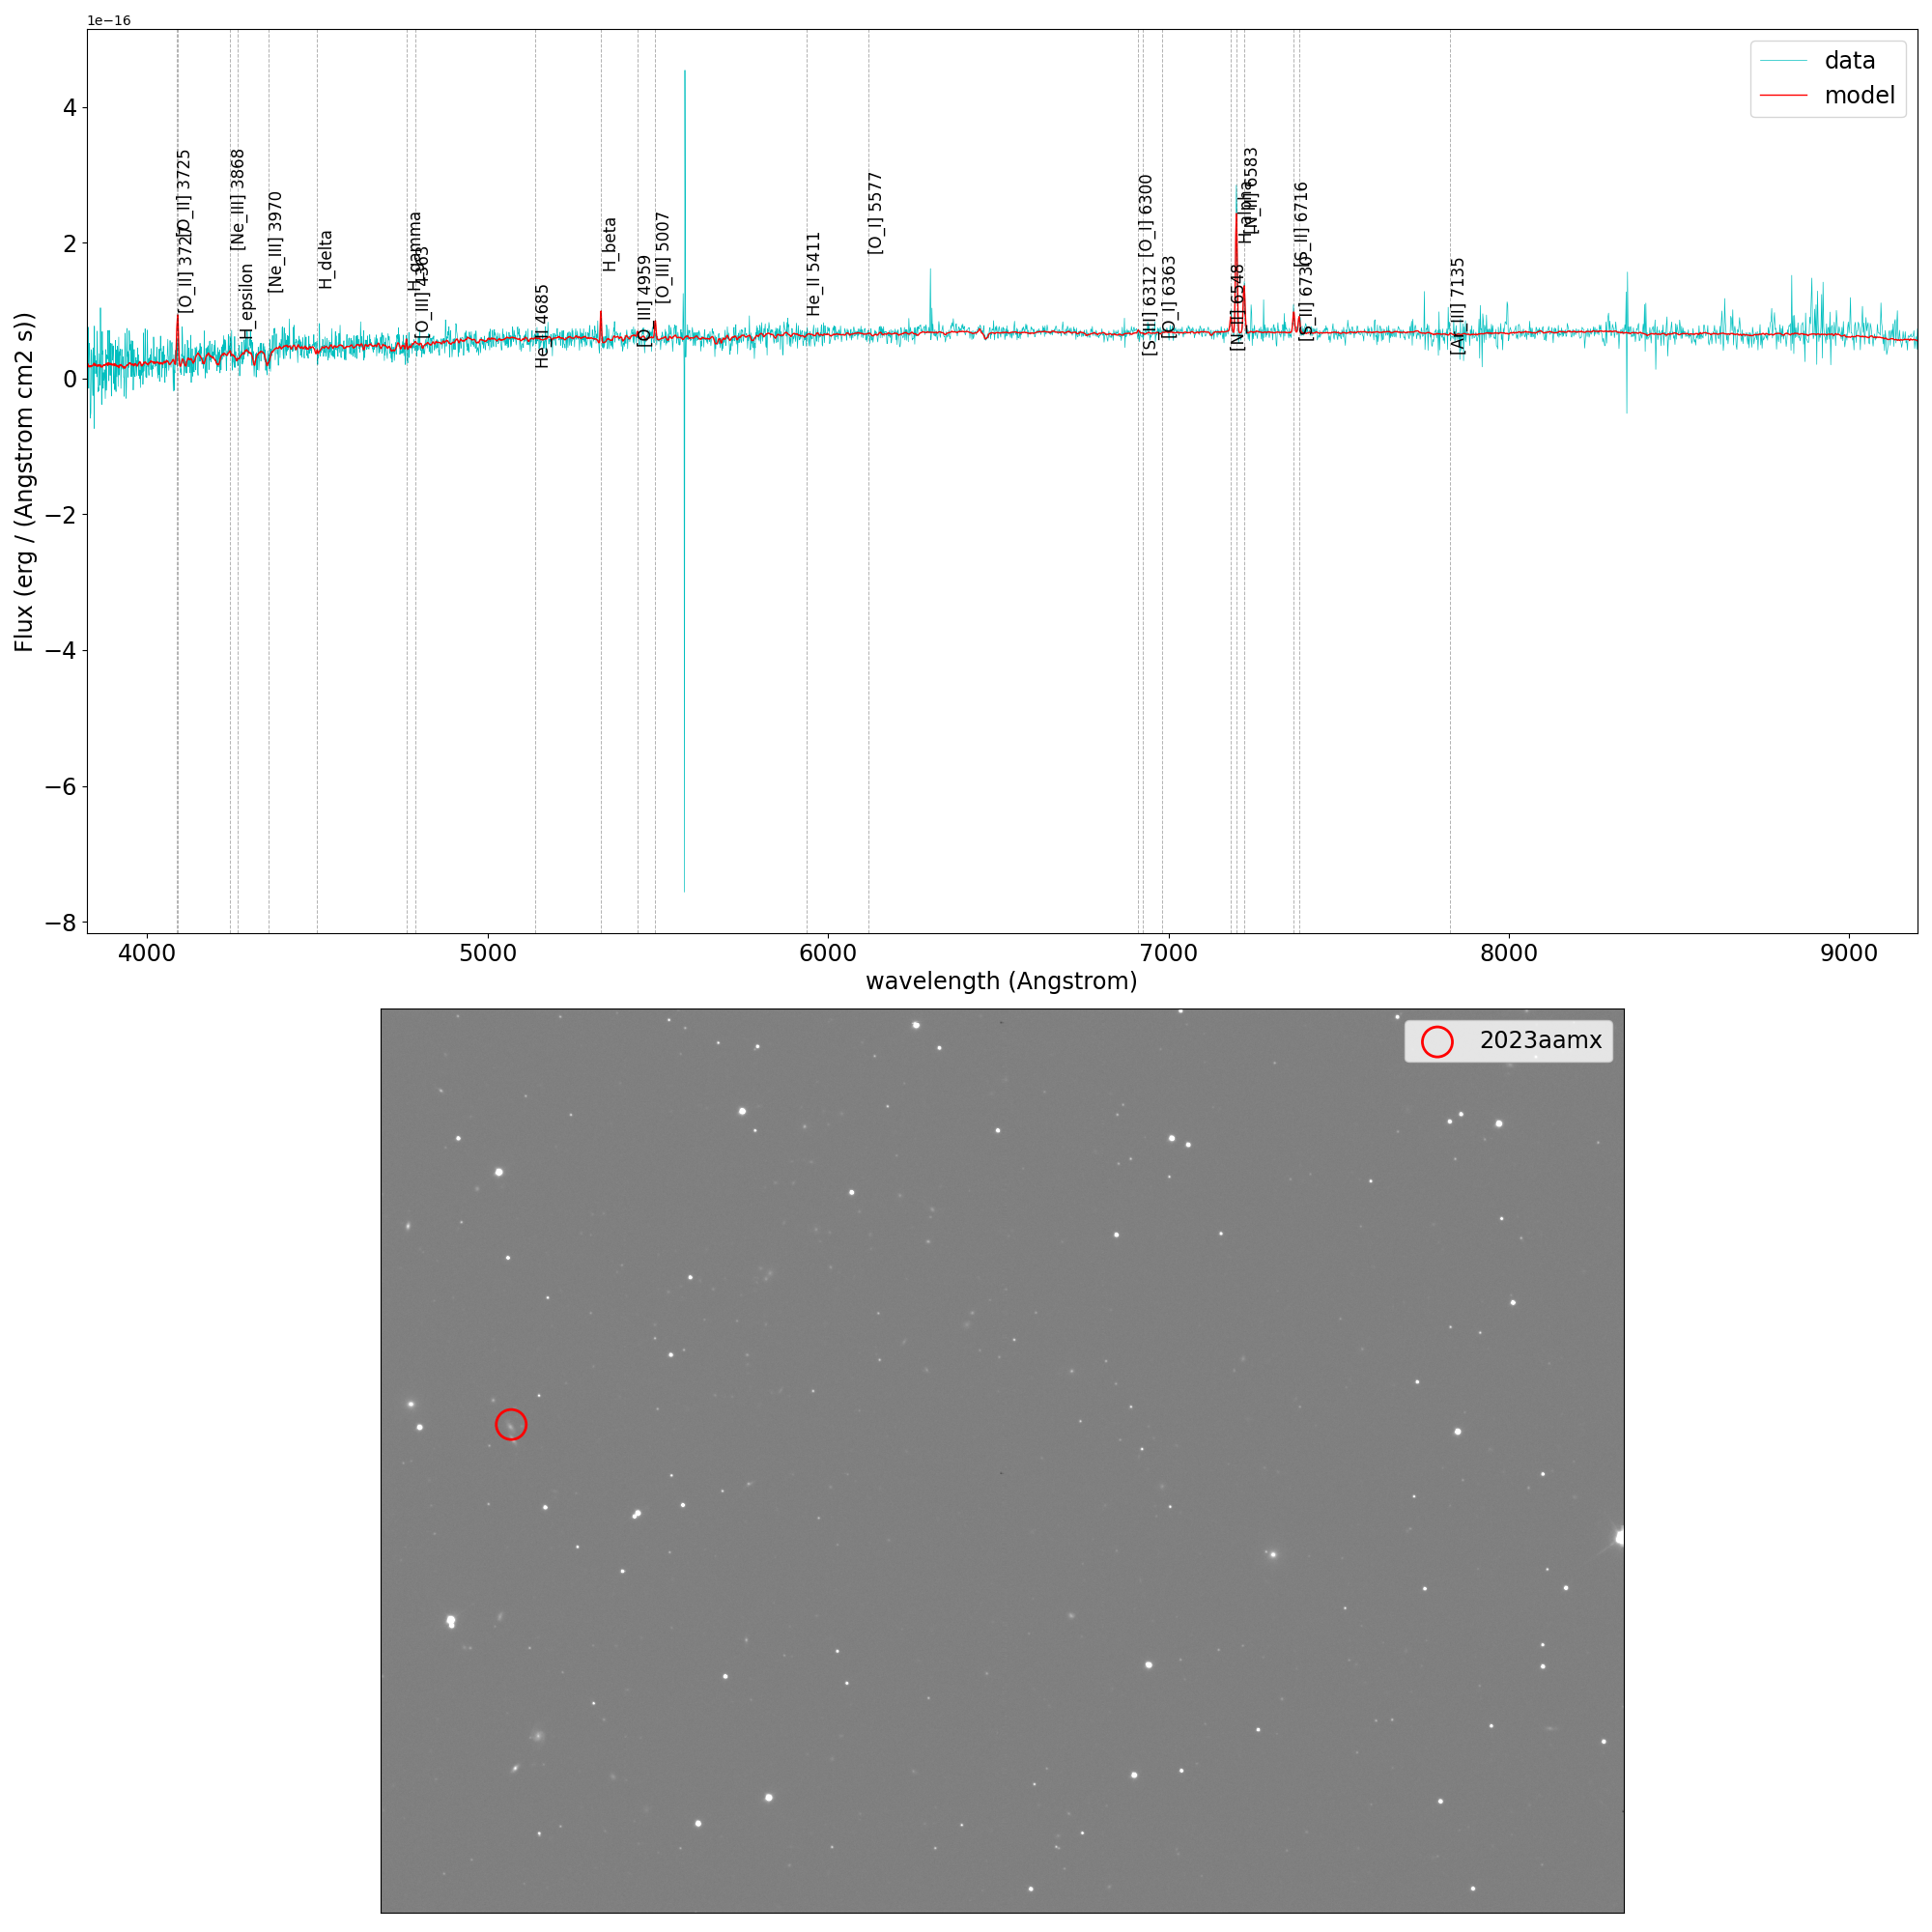 1e−16
data
model
4
2
0
−2
−4
−6
−8
Flux (erg / (Angstrom cm2 s))
[O_II] 3725
[O_II] 3727
[Ne_III] 3868
H_epsilon
[Ne_III] 3970
H_delta
H_gamma
[O_III] 4363
He_II 4685
H_beta
[O_III] 4959
[O_III] 5007
He_II 5411
[O_I] 5577
[O_I] 6300
[S_III] 6312
[O_I] 6363
[N_II] 6548
H_alpha
[N_II] 6583
[S_II] 6716
[S_II] 6730
[Ar_III] 7135
4000 5000 6000 7000 8000 9000
wavelength (Angstrom)
2023aamx